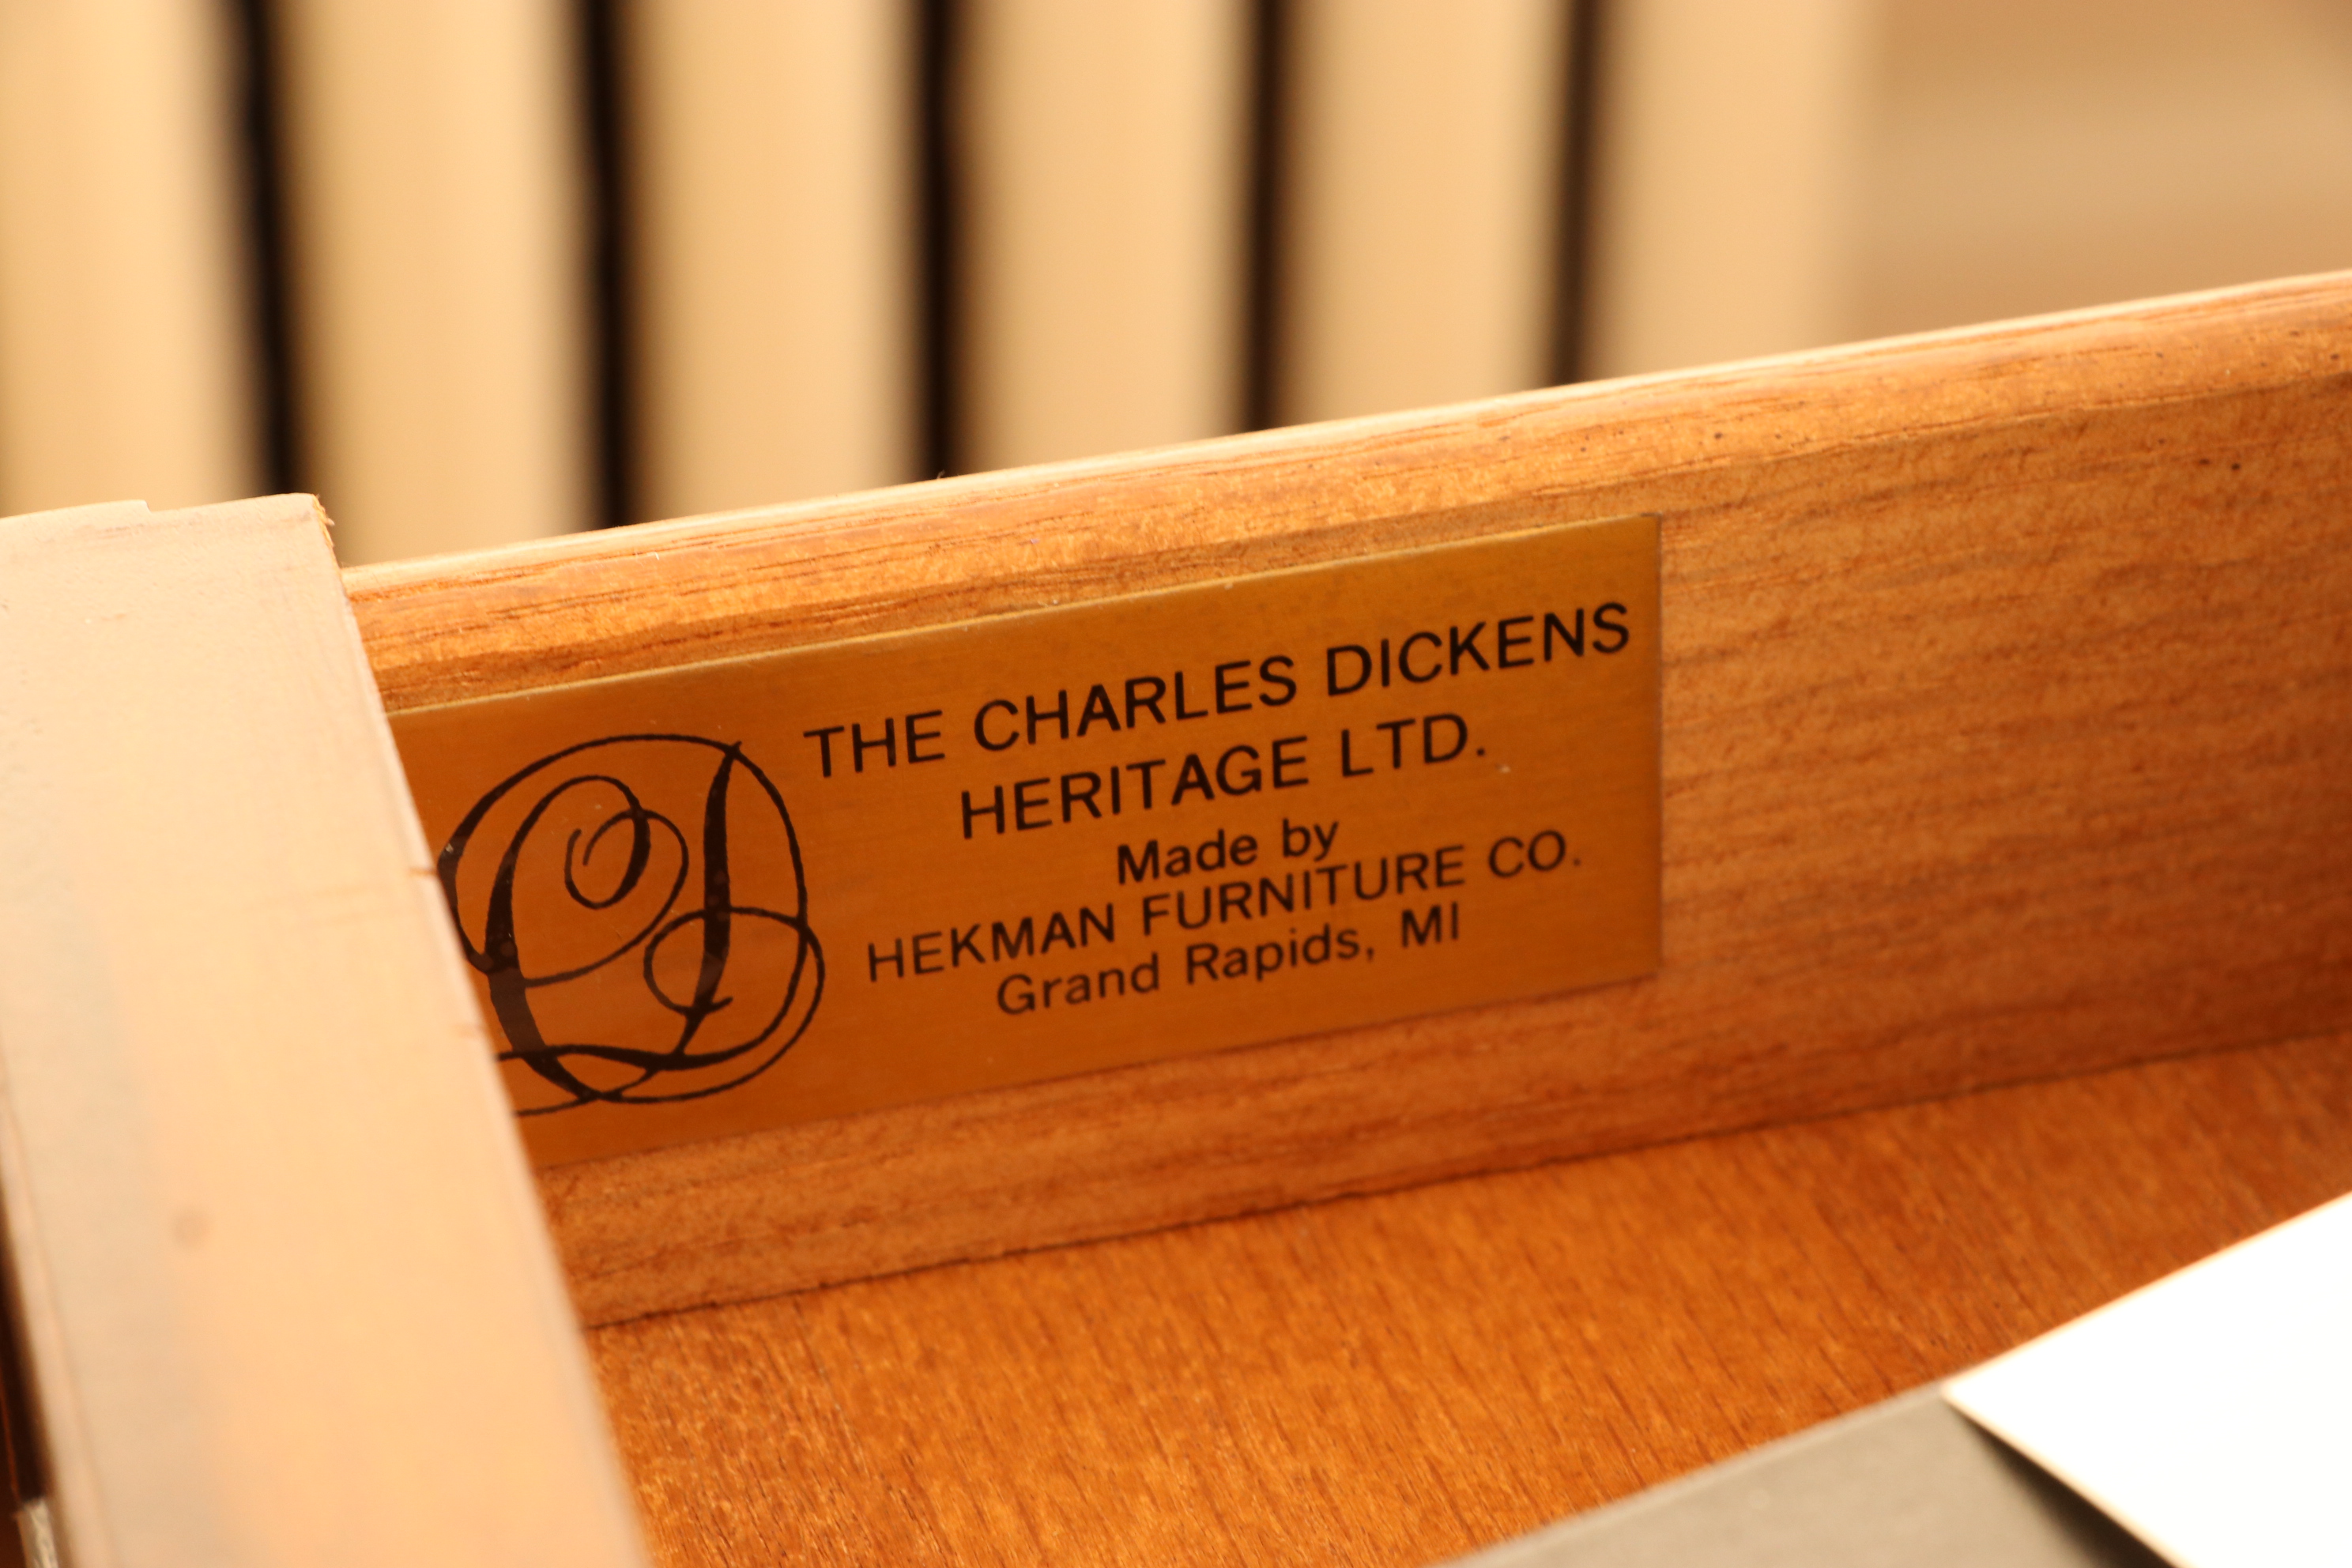 THE CHARLES DICKENS
HERITAGE LTD.
Made by
HEKMAN FURNITURE CO.
Grand Rapids, MI